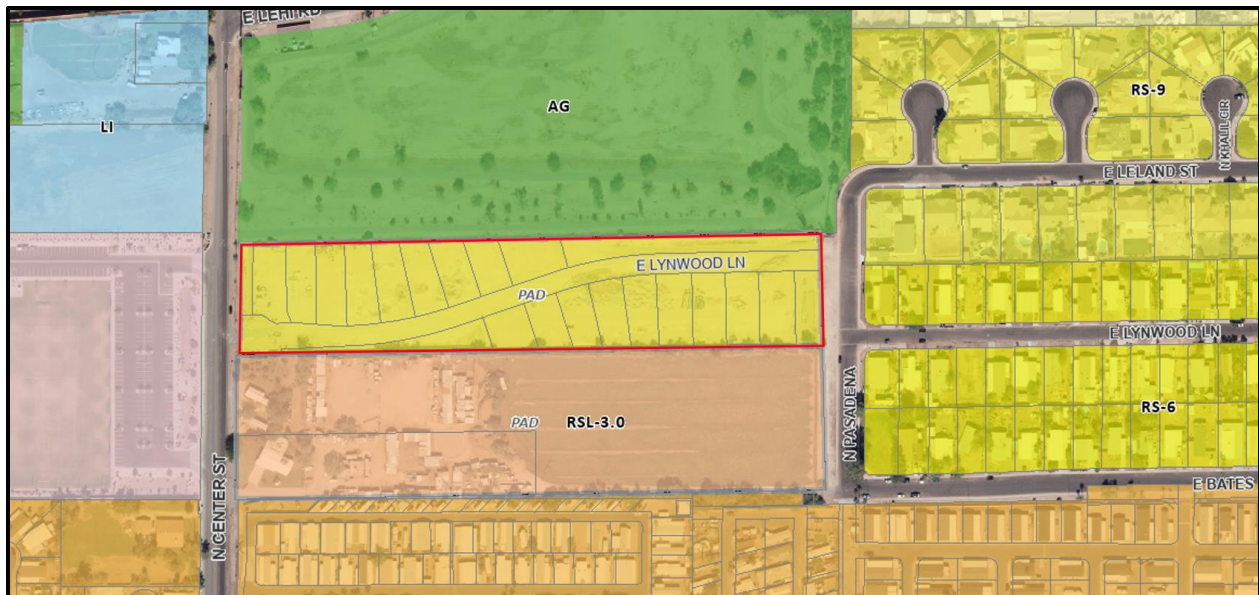 E LEHI RD
LI
AG
RS-9
N KHALIL CIR
E LELAND ST
E LYNWOOD LN
PAD
E LYNWOOD LN
N PASADENA
PAD
RSL-3.0
RS-6
N CENTER ST
E BATES